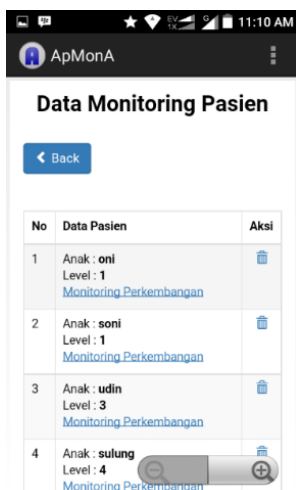 EV 1X G 11:10 AM
ApMonA
Data Monitoring Pasien
Back
No Data Pasien Aksi
1 Anak : oni
Level : 1
Monitoring Perkembangan
2 Anak : soni
Level : 1
Monitoring Perkembangan
3 Anak : udin
Level : 3
Monitoring Perkembangan
4 Anak : sulung
Level : 4
Monitoring Perkembangan